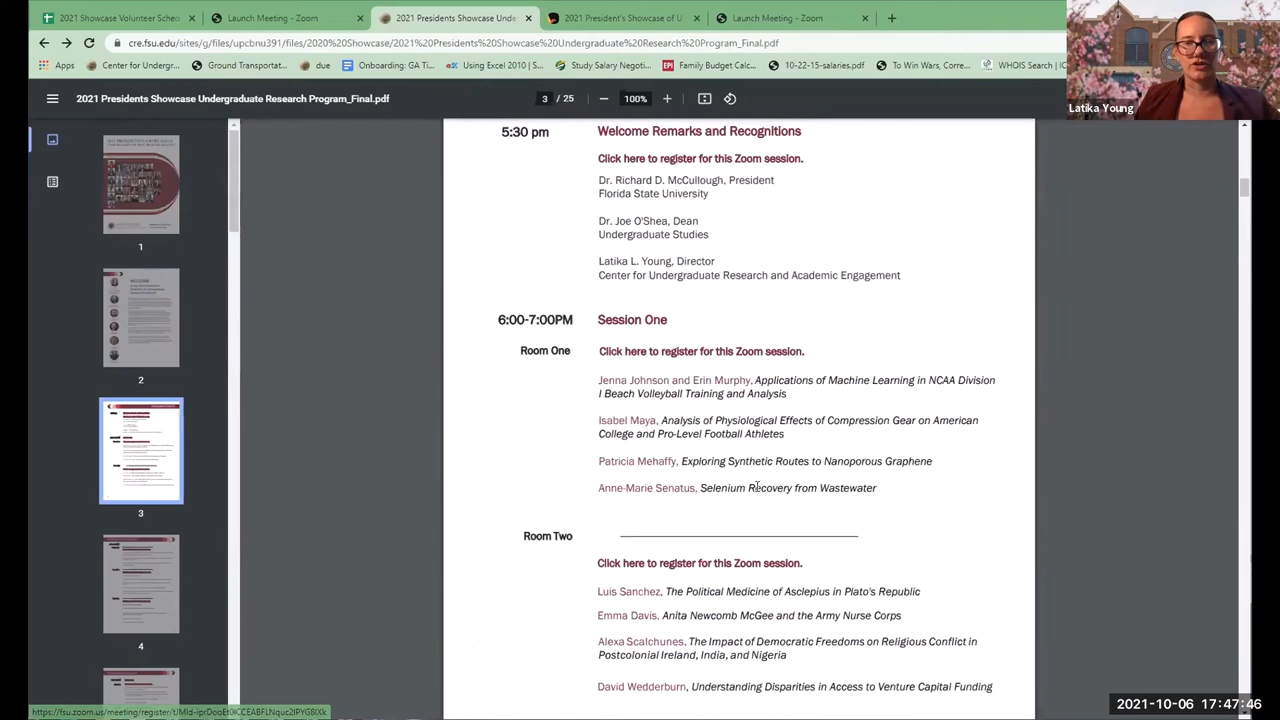 2021 Showcase Volunteer Sched
Launch Meeting - Zoom
2021 Presidents Showcase Unde
2021 President's Showcase of U
Launch Meeting - Zoom
cre.fsu.edu/sites/g/files/upcbnu391/files/2020%20Showcase/2021%20Presidents%20Showcase%20Undergraduate%20Research%20Program_Final.pdf
Apps
Center for Undergr...
Ground Transportat...
due
Onboarding: GA Ti...
Using Excel 2010 | S...
Study Salary Negoti...
Family Budget Calc...
10-22-15-salaries.pdf
To Win Wars, Corre...
WHOIS Search | IC
2021 Presidents Showcase Undergraduate Research Program_Final.pdf
3 / 25
100%
Latika Young
1
2
3
4
5:30 pm Welcome Remarks and Recognitions
Click here to register for this Zoom session.
Dr. Richard D. McCullough, President
Florida State University
Dr. Joe O'Shea, Dean
Undergraduate Studies
Latika L. Young, Director
Center for Undergraduate Research and Academic Engagement
6:00-7:00PM Session One
Room One Click here to register for this Zoom session.
Jenna Johnson and Erin Murphy, Applications of Machine Learning in NCAA Division
I Beach Volleyball Training and Analysis
Isabel Maya, Analysis of Physiological Effects of Compression Gear on American
College and Pro-Level Football Athletes
Patricia Mehaffy, Exploring Synthetic Routes to Nanoporous Graphene
Anne-Marie Senatus, Selenium Recovery from Wastewater
Room Two
Click here to register for this Zoom session.
Luis Sanchez, The Political Medicine of Asclepius in Plato's Republic
Emma Davis, Anita Newcomb McGee and the Army Nurse Corps
Alexa Scalchunes, The Impact of Democratic Freedoms on Religious Conflict in
Postcolonial Ireland, India, and Nigeria
David Wedderburn, Understanding Disparities in Access to Venture Capital Funding
2021-10-06 17:47:46